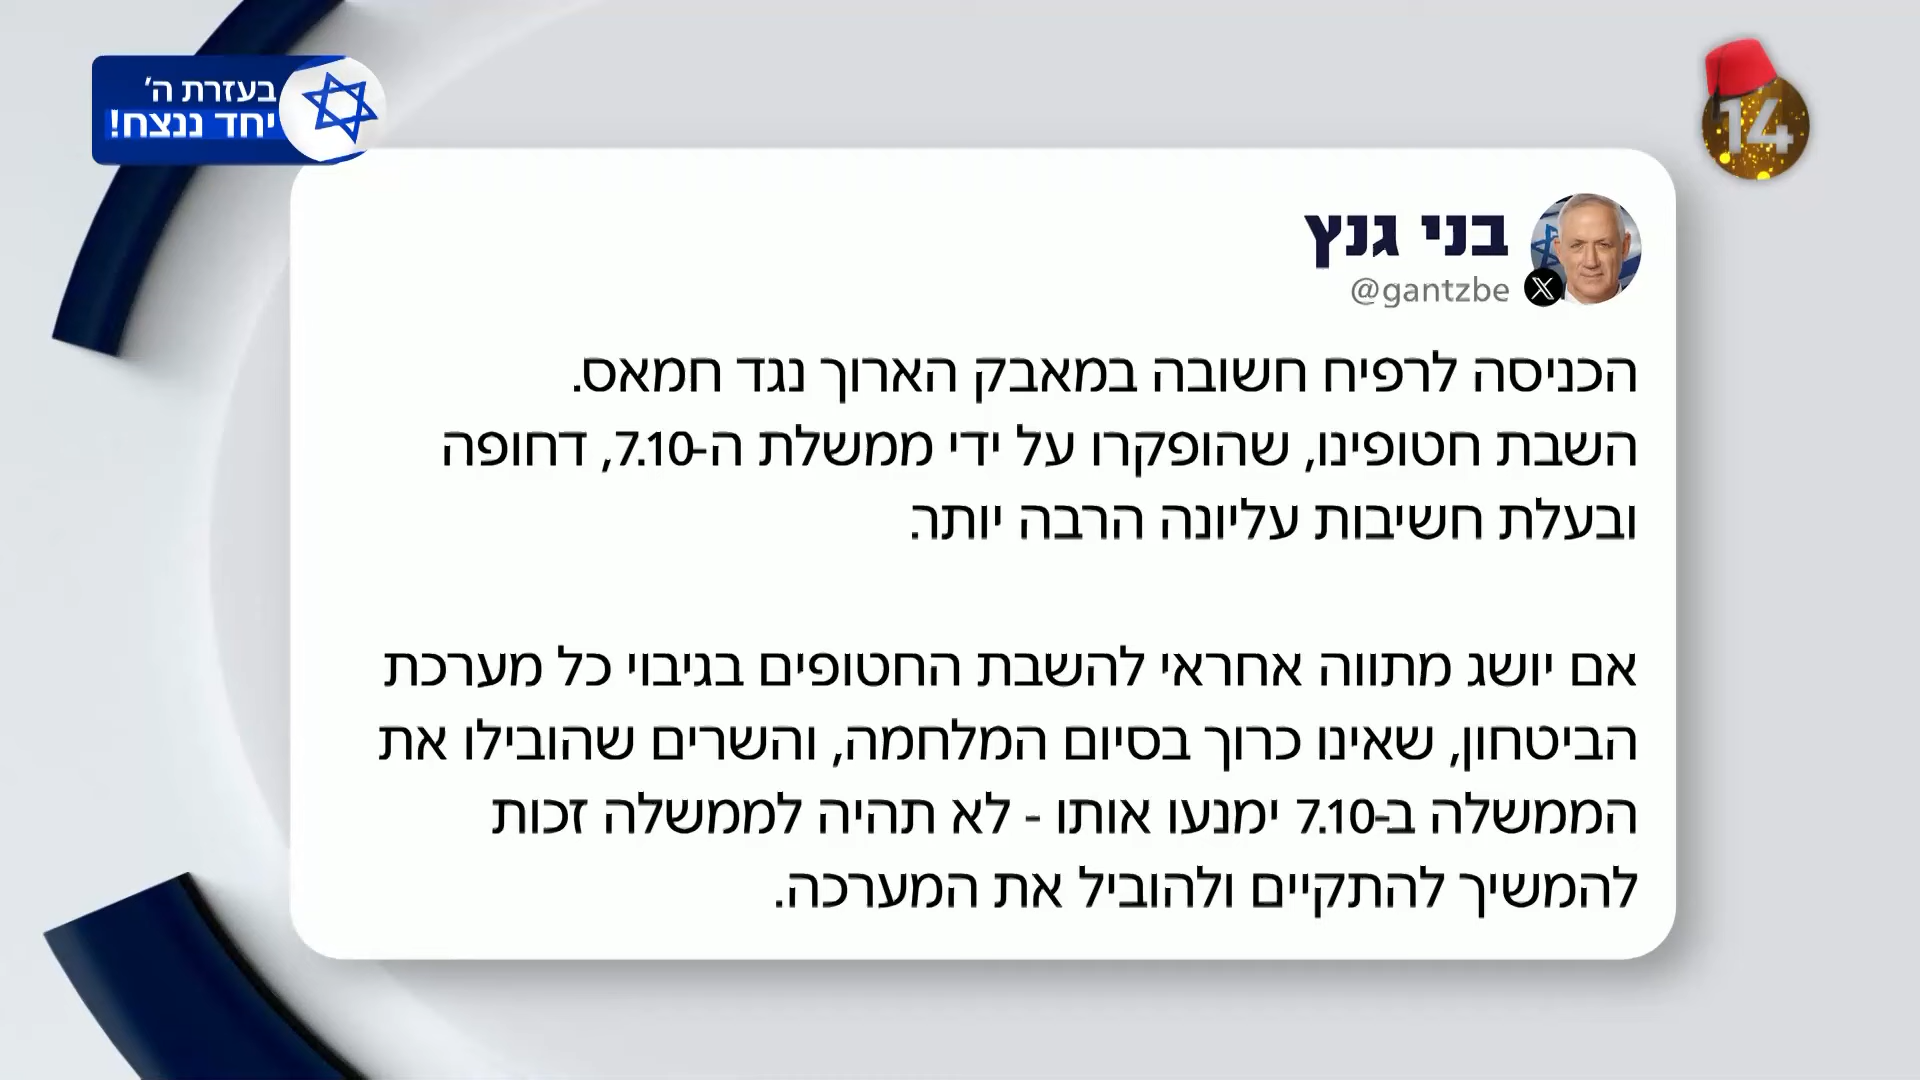 בעזרת ה'
יחד ננצח!
14
בני גנץ
@gantzbe
הכניסה לרפיח חשובה במאבק הארוך נגד חמאס.
השבת חטופינו, שהופקרו על ידי ממשלת ה-7.10, דחופה
ובעלת חשיבות עליונה הרבה יותר.
אם יושג מתווה אחראי להשבת החטופים בגיבוי כל מערכת
הביטחון, שאינו כרוך בסיום המלחמה, והשרים שהובילו את
הממשלה ב-7.10 ימנעו אותו - לא תהיה לממשלה זכות
להמשיך להתקיים ולהוביל את המערכה.